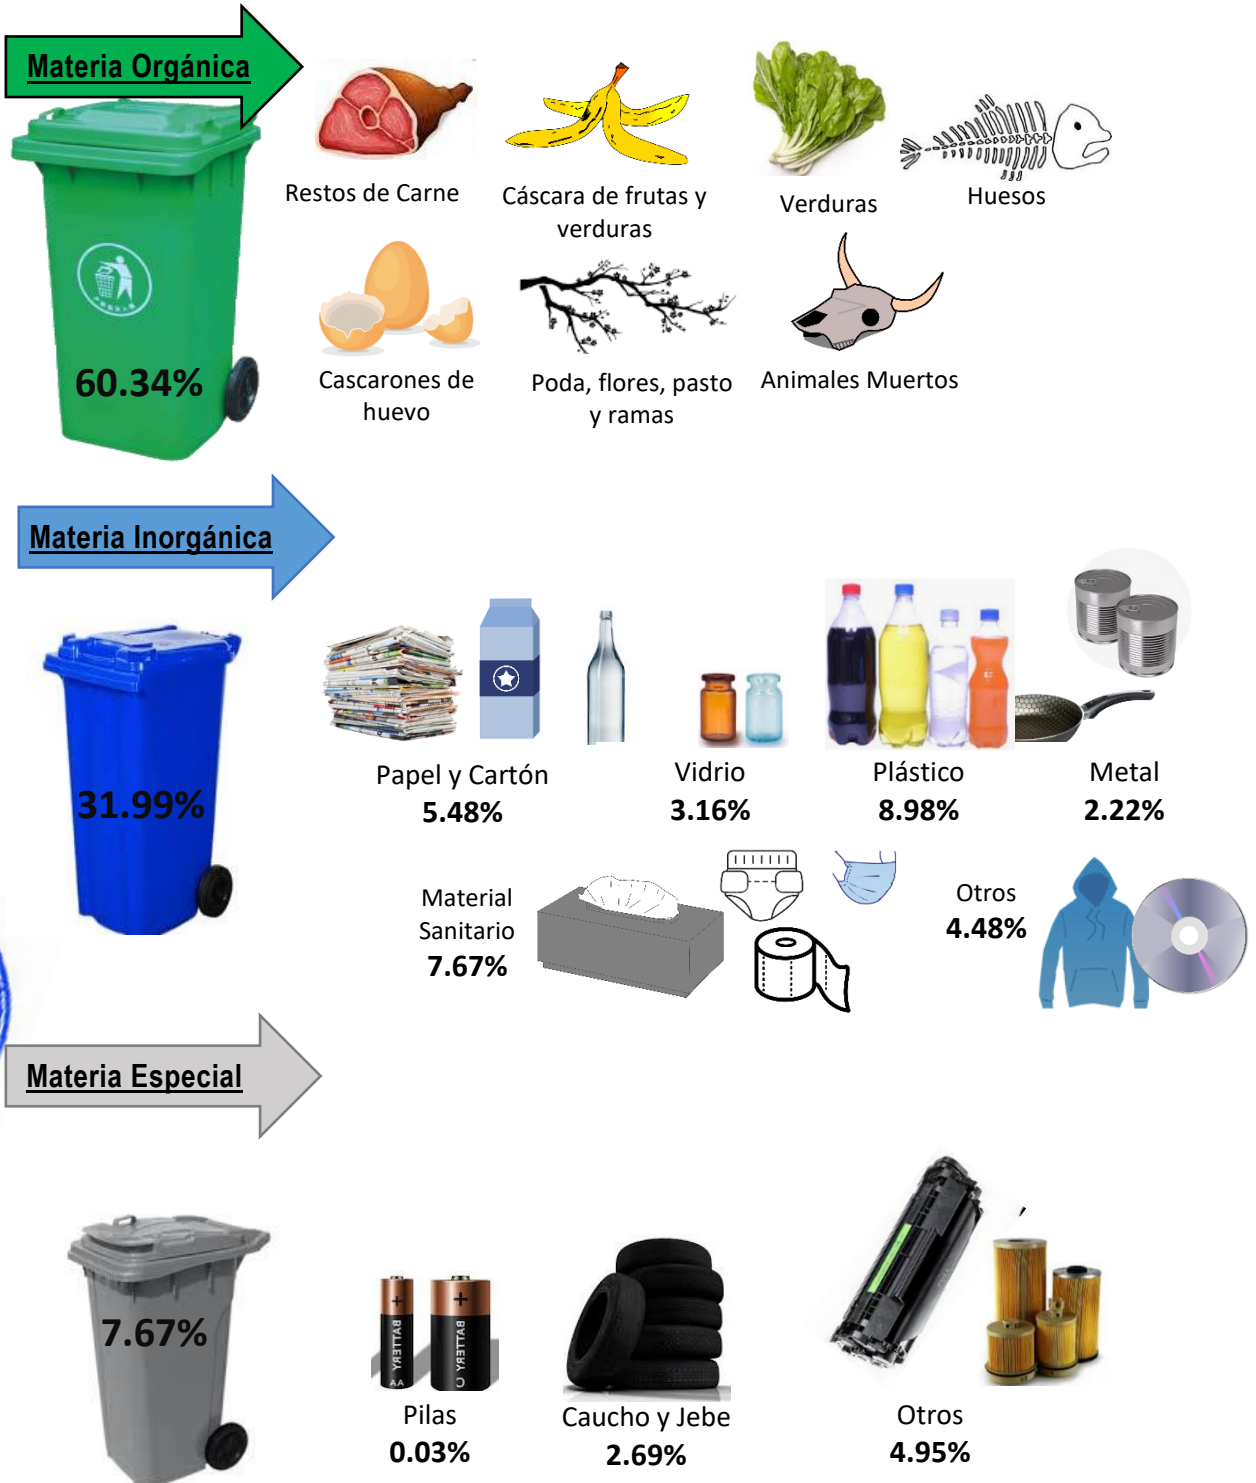 Materia Orgánica
Restos de Carne
Cáscara de frutas y
verduras
Verduras
Huesos
60.34%
Cascarones de
huevo
Poda, flores, pasto
y ramas
Animales Muertos
Materia Inorgánica
31.99%
Papel y Cartón
5.48%
Vidrio
3.16%
Plástico
8.98%
Metal
2.22%
Material
Sanitario
7.67%
Otros
4.48%
Materia Especial
7.67%
BATTERY
AA
BATTERY
C
Pilas
0.03%
Caucho y Jebe
2.69%
Otros
4.95%